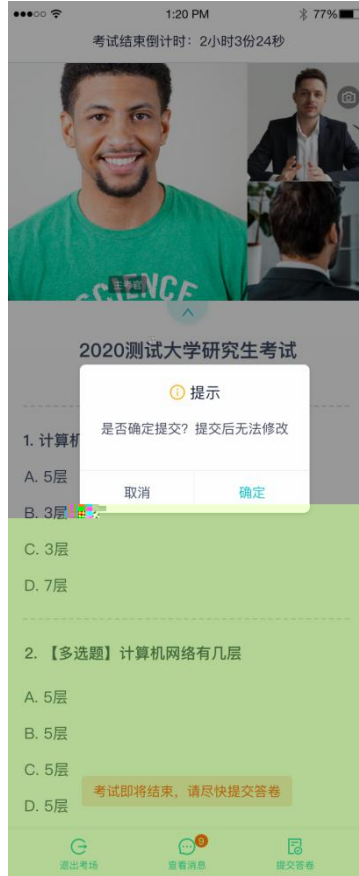 1:20 PM
77%
考试结束倒计时：2小时3份24秒
主考官
SCIENCE
2020测试大学研究生考试
提示
是否确定提交？提交后无法修改
取消
确定
1. 计算机
A. 5层
B. 3层
C. 3层
D. 7层
2. 【多选题】计算机网络有几层
A. 5层
B. 5层
C. 5层
D. 5层
考试即将结束，请尽快提交答卷
9
退出考场
查看消息
提交答卷